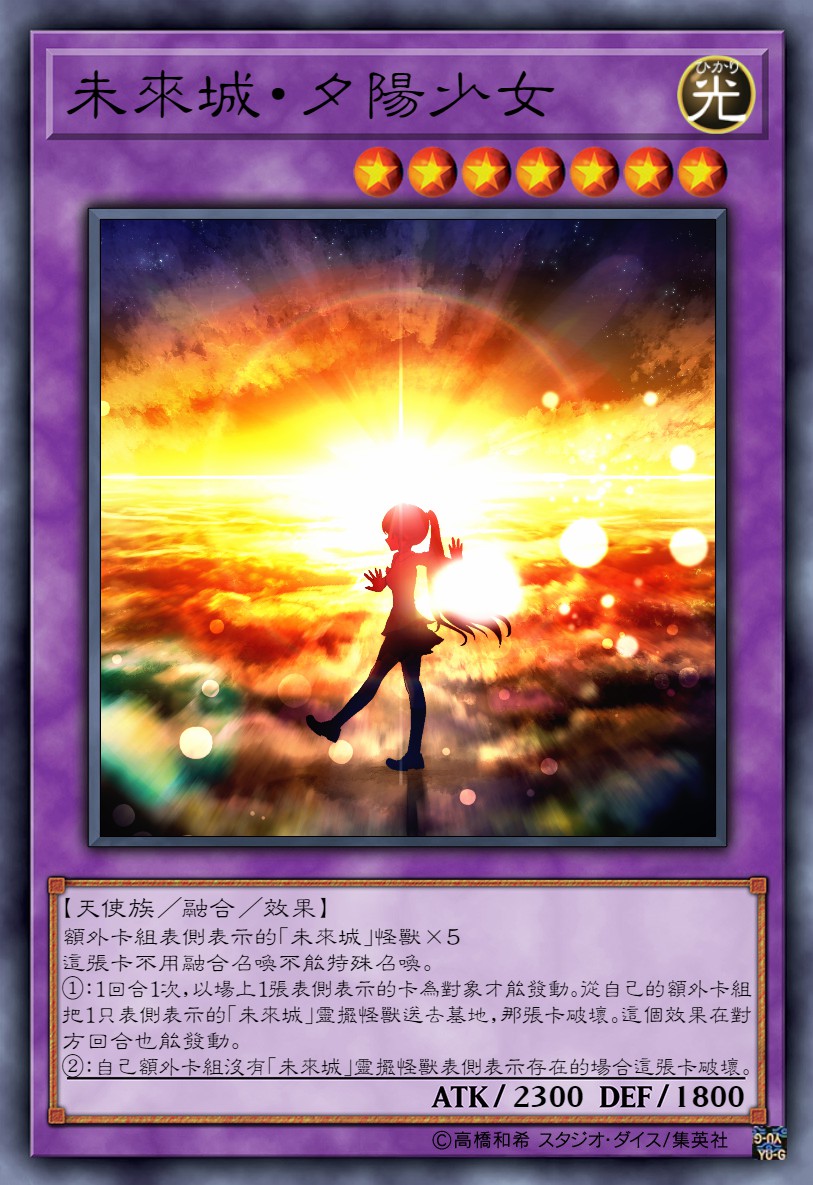 未來城・夕陽少女
ひかり
光
【天使族／融合／效果】
額外卡組表側表示的「未來城」怪獸×5
這張卡不用融合召喚不能特殊召喚。
①：1回合1次，以場上1張表側表示的卡為對象才能發動。從自己的額外卡組
把1只表側表示的「未來城」靈擺怪獸送去墓地，那張卡破壞。這個效果在對
方回合也能發動。
②：自己額外卡組沒有「未來城」靈擺怪獸表側表示存在的場合這張卡破壞。
ATK/2300 DEF/1800
©高橋和希 スタジオ・ダイス/集英社
YU-G